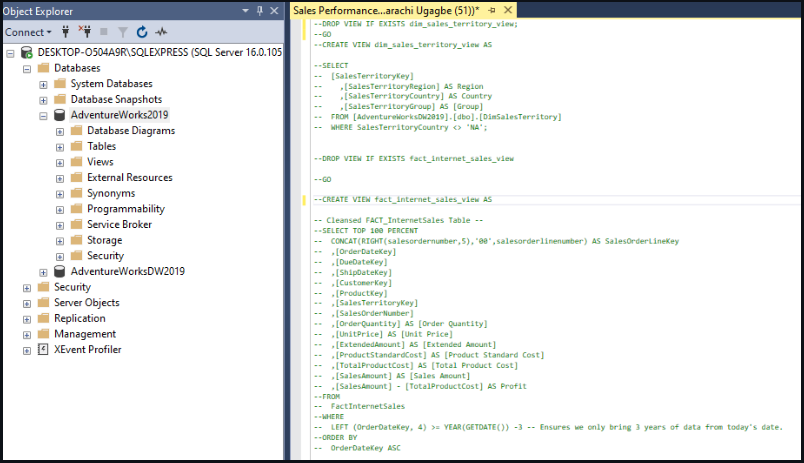 Object Explorer
Connect
DESKTOP-O504A9R\SQLEXPRESS (SQL Server 16.0.105
Databases
System Databases
Database Snapshots
AdventureWorks2019
Database Diagrams
Tables
Views
External Resources
Synonyms
Programmability
Service Broker
Storage
Security
AdventureWorksDW2019
Security
Server Objects
Replication
Management
XEvent Profiler
Sales Performance...arachi Ugagbe (51))*
--DROP VIEW IF EXISTS dim_sales_territory_view;
--GO
--CREATE VIEW dim_sales_territory_view AS
--SELECT
--  [SalesTerritoryKey]
--    ,[SalesTerritoryRegion] AS Region
--    ,[SalesTerritoryCountry] AS Country
--    ,[SalesTerritoryGroup] AS [Group]
--  FROM [AdventureWorksDW2019].[dbo].[DimSalesTerritory]
--  WHERE SalesTerritoryCountry <> 'NA';
--DROP VIEW IF EXISTS fact_internet_sales_view
--GO
--CREATE VIEW fact_internet_sales_view AS
-- Cleansed FACT_InternetSales Table --
--SELECT TOP 100 PERCENT
--  CONCAT(RIGHT(salesordernumber,5),'00',salesorderlinenumber) AS SalesOrderLineKey
--  ,[OrderDateKey]
--  ,[DueDateKey]
--  ,[ShipDateKey]
--  ,[CustomerKey]
--  ,[ProductKey]
--  ,[SalesTerritoryKey]
--  ,[SalesOrderNumber]
--  ,[OrderQuantity] AS [Order Quantity]
--  ,[UnitPrice] AS [Unit Price]
--  ,[ExtendedAmount] AS [Extended Amount]
--  ,[ProductStandardCost] AS [Product Standard Cost]
--  ,[TotalProductCost] AS [Total Product Cost]
--  ,[SalesAmount] AS [Sales Amount]
--  ,[SalesAmount] - [TotalProductCost] AS Profit
--FROM
--  FactInternetSales
--WHERE
--  LEFT (OrderDateKey, 4) >= YEAR(GETDATE()) -3 -- Ensures we only bring 3 years of data from today's date.
--ORDER BY
--  OrderDateKey ASC